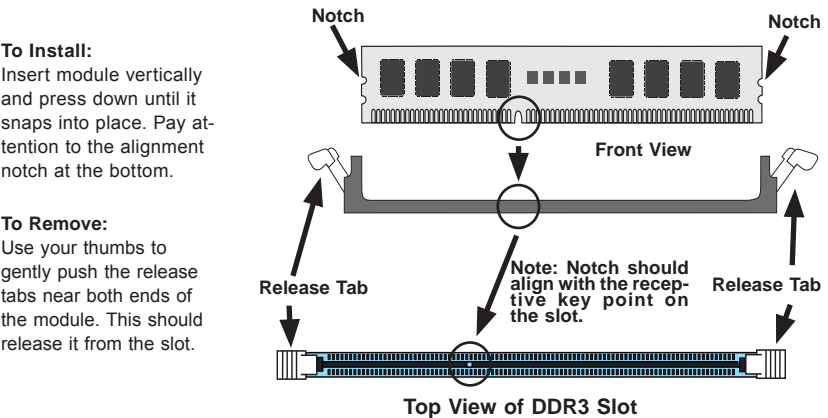 To Install:
Insert module vertically
and press down until it
snaps into place. Pay at-
tention to the alignment
notch at the bottom.
To Remove:
Use your thumbs to
gently push the release
tabs near both ends of
the module. This should
release it from the slot.
Notch
Notch
Front View
Release Tab
Note: Notch should
align with the recep-
tive key point on
the slot.
Release Tab
Top View of DDR3 Slot